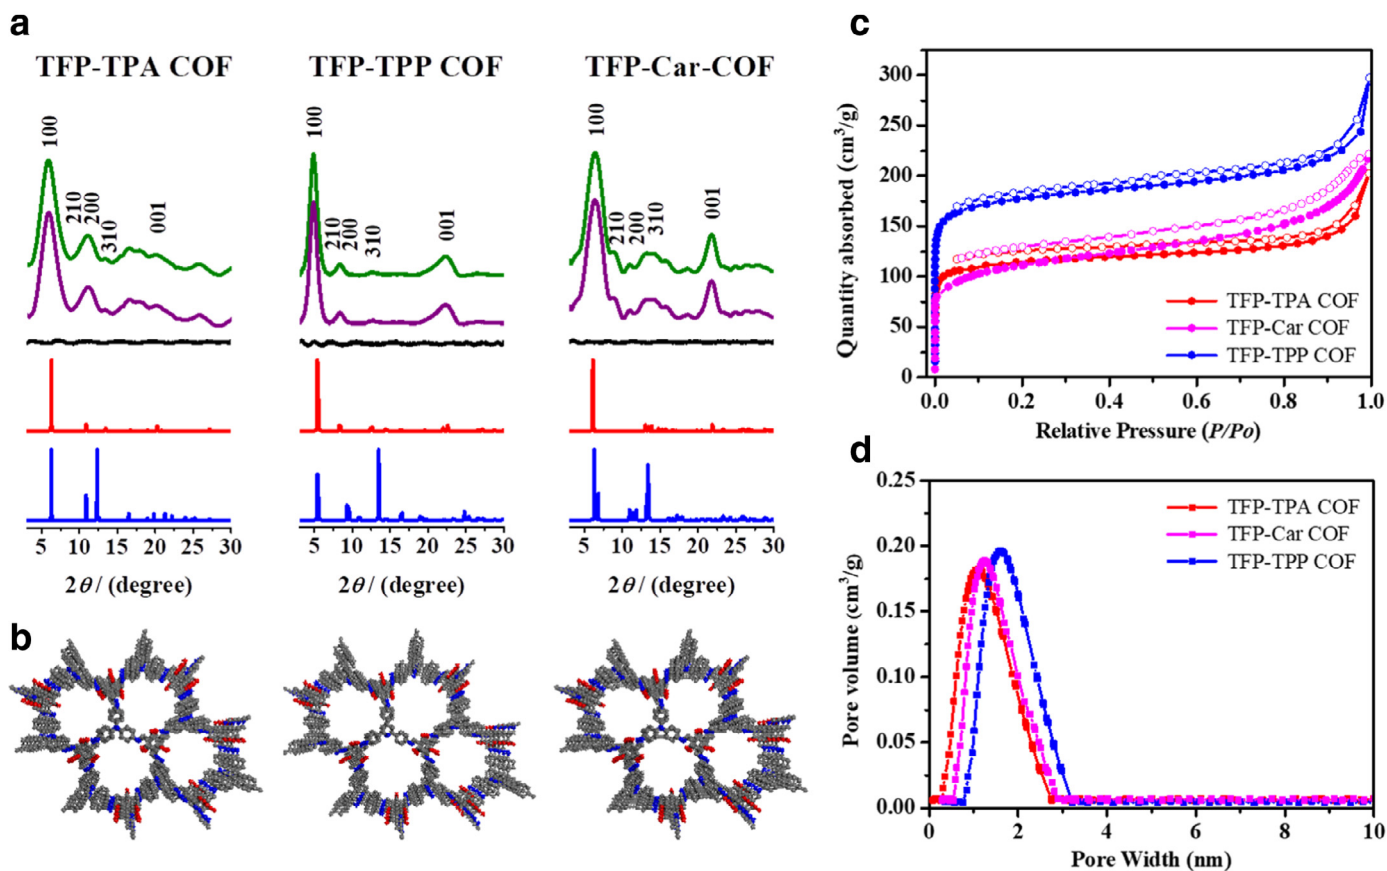 a
TFP-TPA COF
TFP-TPP COF
TFP-Car-COF
100
210
200
310
001
100
210
200
310
001
100
210
200
310
001
5 10 15 20 25 30
5 10 15 20 25 30
5 10 15 20 25 30
2θ / (degree)
2θ / (degree)
2θ / (degree)
b
c
Quantity absorbed (cm³/g)
300
250
200
150
100
50
0
TFP-TPA COF
TFP-Car COF
TFP-TPP COF
0.0 0.2 0.4 0.6 0.8 1.0
Relative Pressure (P/Po)
d
Pore volume (cm³/g)
0.25
0.20
0.15
0.10
0.05
0.00
TFP-TPA COF
TFP-Car COF
TFP-TPP COF
0 2 4 6 8 10
Pore Width (nm)